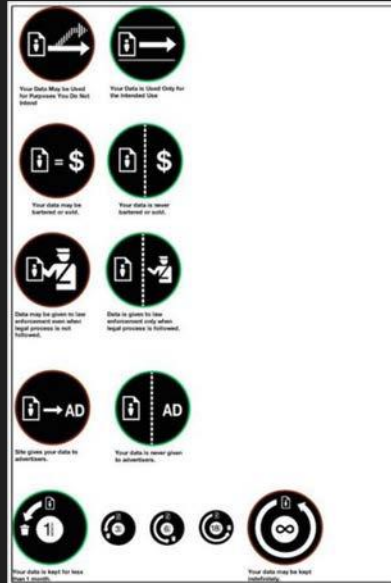 Your Data May be Used
for Purposes You Do Not
Intend
Your Data is Used Only for
the Intended Use
= $
$
Your data may be
bartered or sold.
Your data is never
bartered or sold.
Data may be given to law
enforcement even when
legal process is not
followed.
Data is given to law
enforcement only when
legal process is followed.
AD
AD
Site gives your data to
advertisers.
Your data is never given
to advertisers.
1
3
6
18
∞
Your data is kept for less
than 1 month.
Your data may be kept
indefinitely.